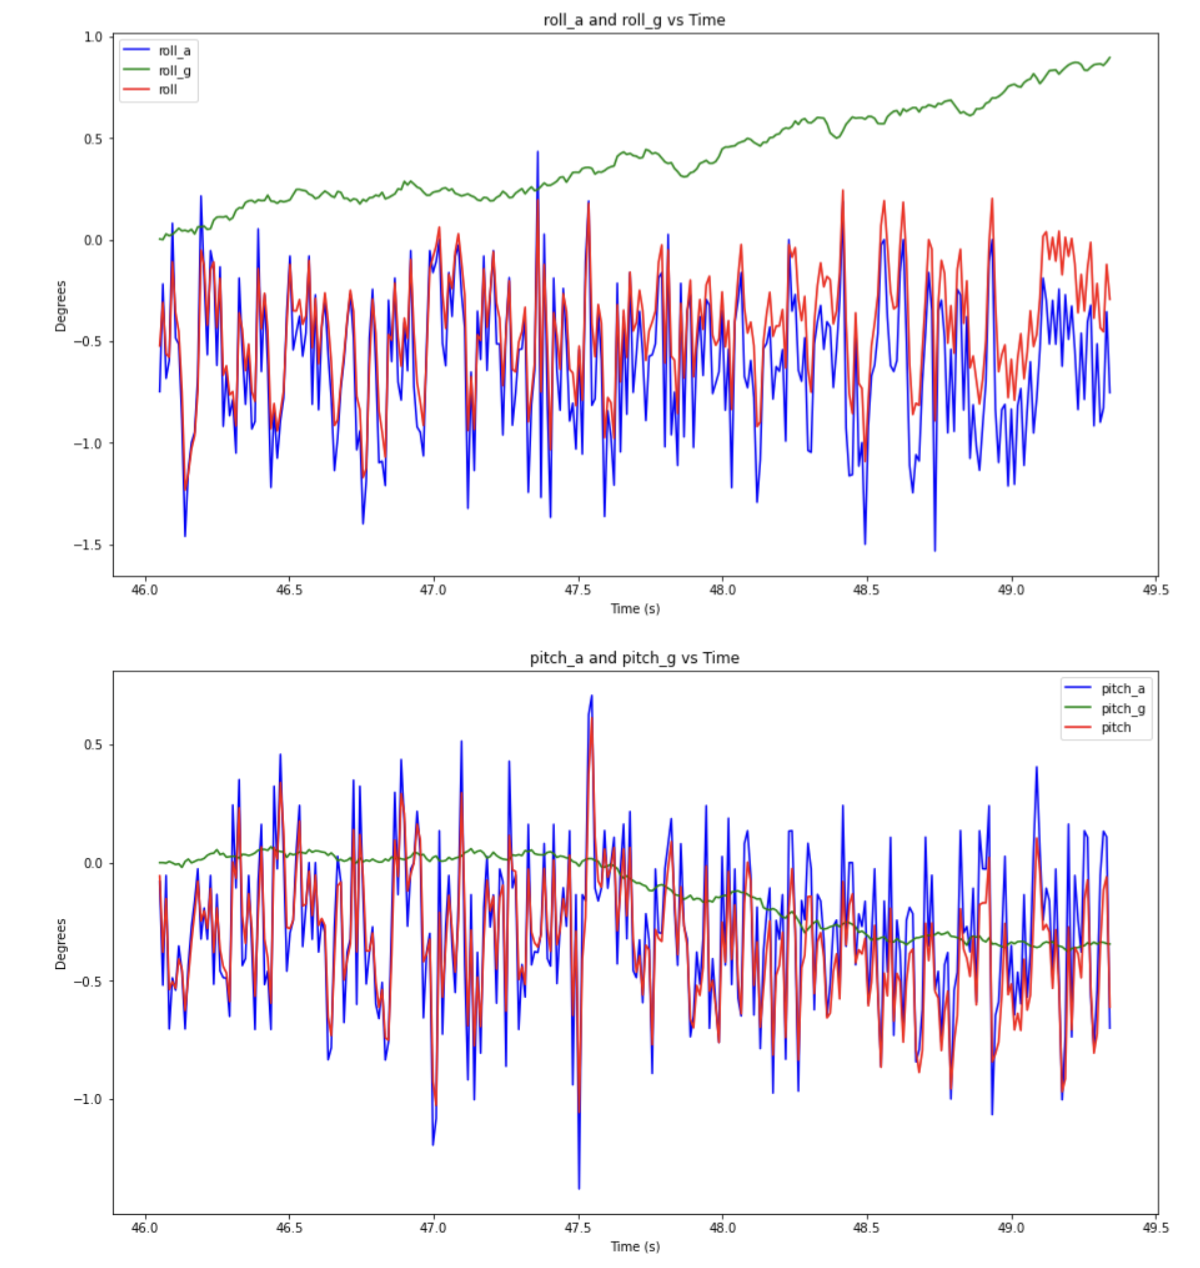 roll_a and roll_g vs Time
1.0
0.5
0.0
−0.5
−1.0
−1.5
Degrees
roll_a
roll_g
roll
46.0 46.5 47.0 47.5 48.0 48.5 49.0 49.5
Time (s)
pitch_a and pitch_g vs Time
0.5
0.0
−0.5
−1.0
Degrees
pitch_a
pitch_g
pitch
46.0 46.5 47.0 47.5 48.0 48.5 49.0 49.5
Time (s)